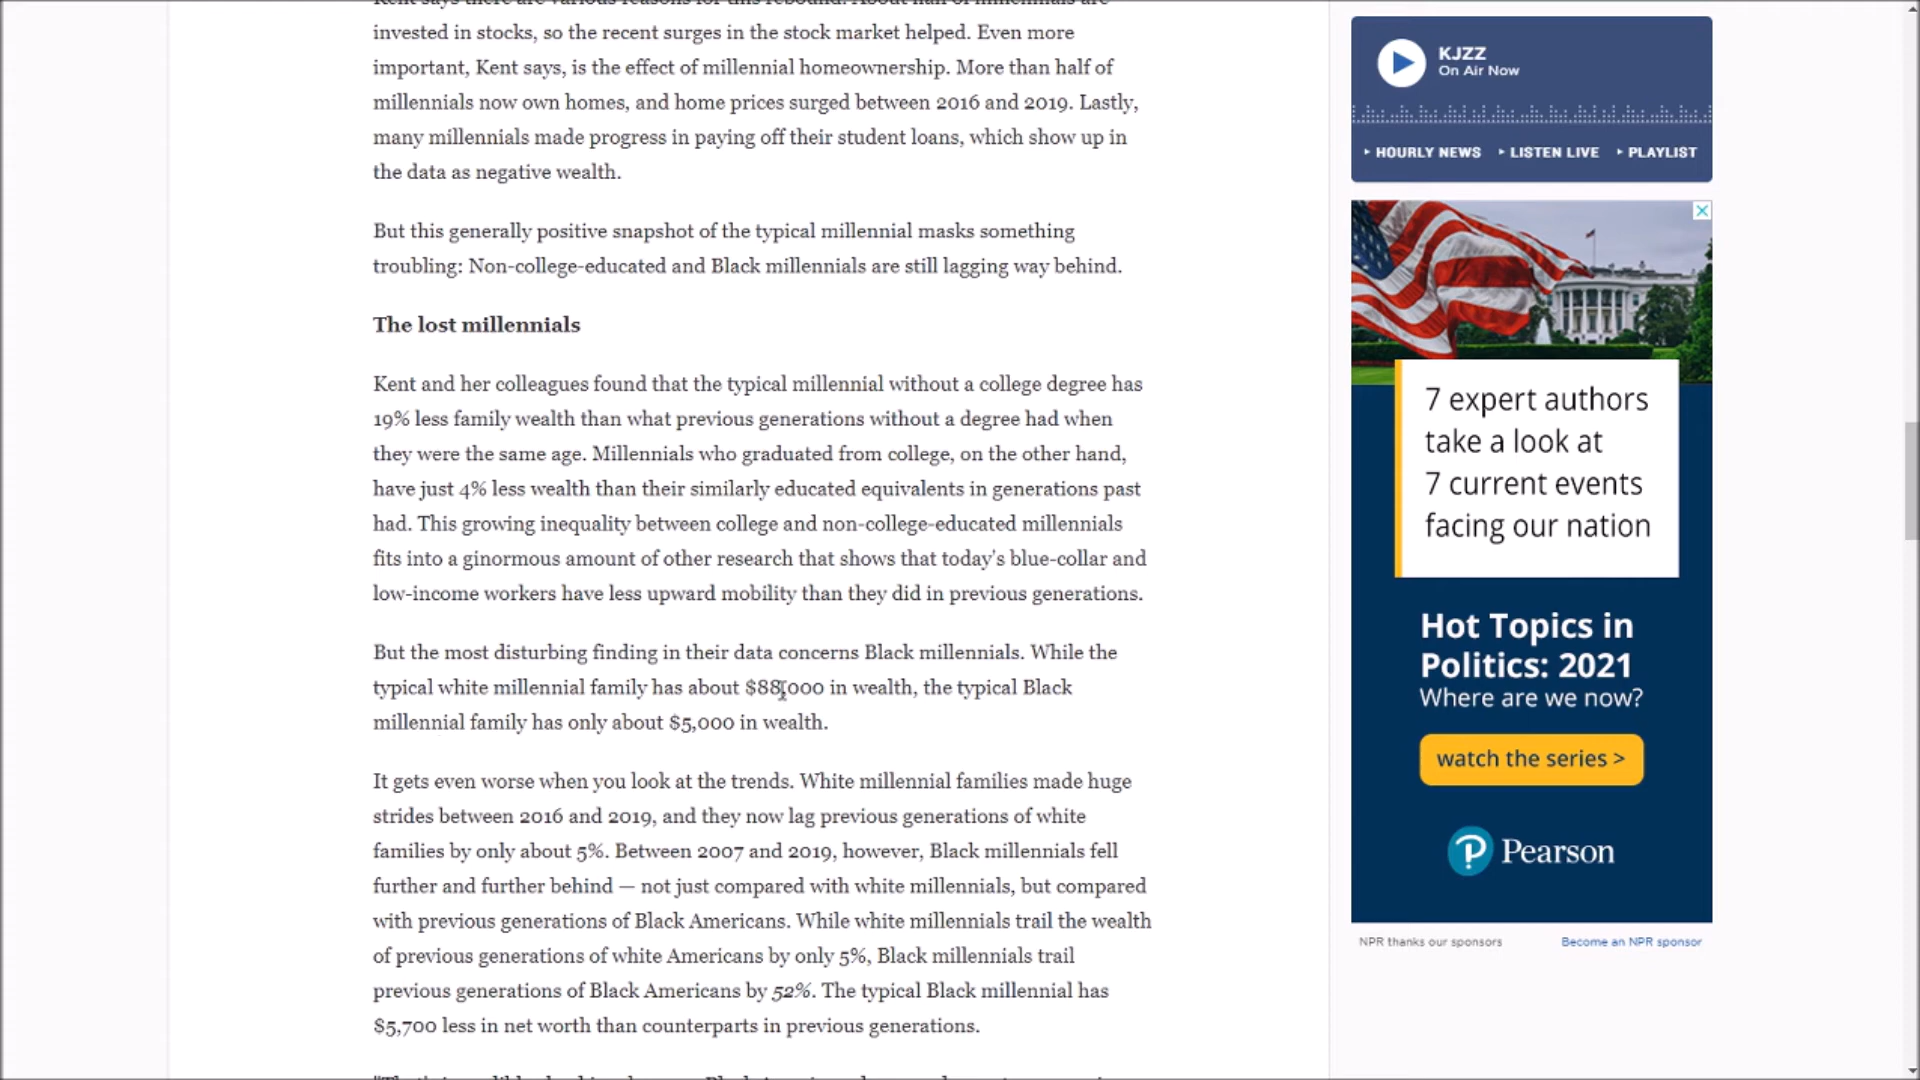 Kent says there are various reasons for this rebound. About half of millennials are
invested in stocks, so the recent surges in the stock market helped. Even more
important, Kent says, is the effect of millennial homeownership. More than half of
millennials now own homes, and home prices surged between 2016 and 2019. Lastly,
many millennials made progress in paying off their student loans, which show up in
the data as negative wealth.
But this generally positive snapshot of the typical millennial masks something
troubling: Non-college-educated and Black millennials are still lagging way behind.
The lost millennials
Kent and her colleagues found that the typical millennial without a college degree has
19% less family wealth than what previous generations without a degree had when
they were the same age. Millennials who graduated from college, on the other hand,
have just 4% less wealth than their similarly educated equivalents in generations past
had. This growing inequality between college and non-college-educated millennials
fits into a ginormous amount of other research that shows that today's blue-collar and
low-income workers have less upward mobility than they did in previous generations.
But the most disturbing finding in their data concerns Black millennials. While the
typical white millennial family has about $88,000 in wealth, the typical Black
millennial family has only about $5,000 in wealth.
It gets even worse when you look at the trends. White millennial families made huge
strides between 2016 and 2019, and they now lag previous generations of white
families by only about 5%. Between 2007 and 2019, however, Black millennials fell
further and further behind — not just compared with white millennials, but compared
with previous generations of Black Americans. While white millennials trail the wealth
of previous generations of white Americans by only 5%, Black millennials trail
previous generations of Black Americans by 52%. The typical Black millennial has
$5,700 less in net worth than counterparts in previous generations.
KJZZ
On Air Now
HOURLY NEWS LISTEN LIVE PLAYLIST
7 expert authors
take a look at
7 current events
facing our nation
Hot Topics in
Politics: 2021
Where are we now?
watch the series >
Pearson
NPR thanks our sponsors Become an NPR sponsor